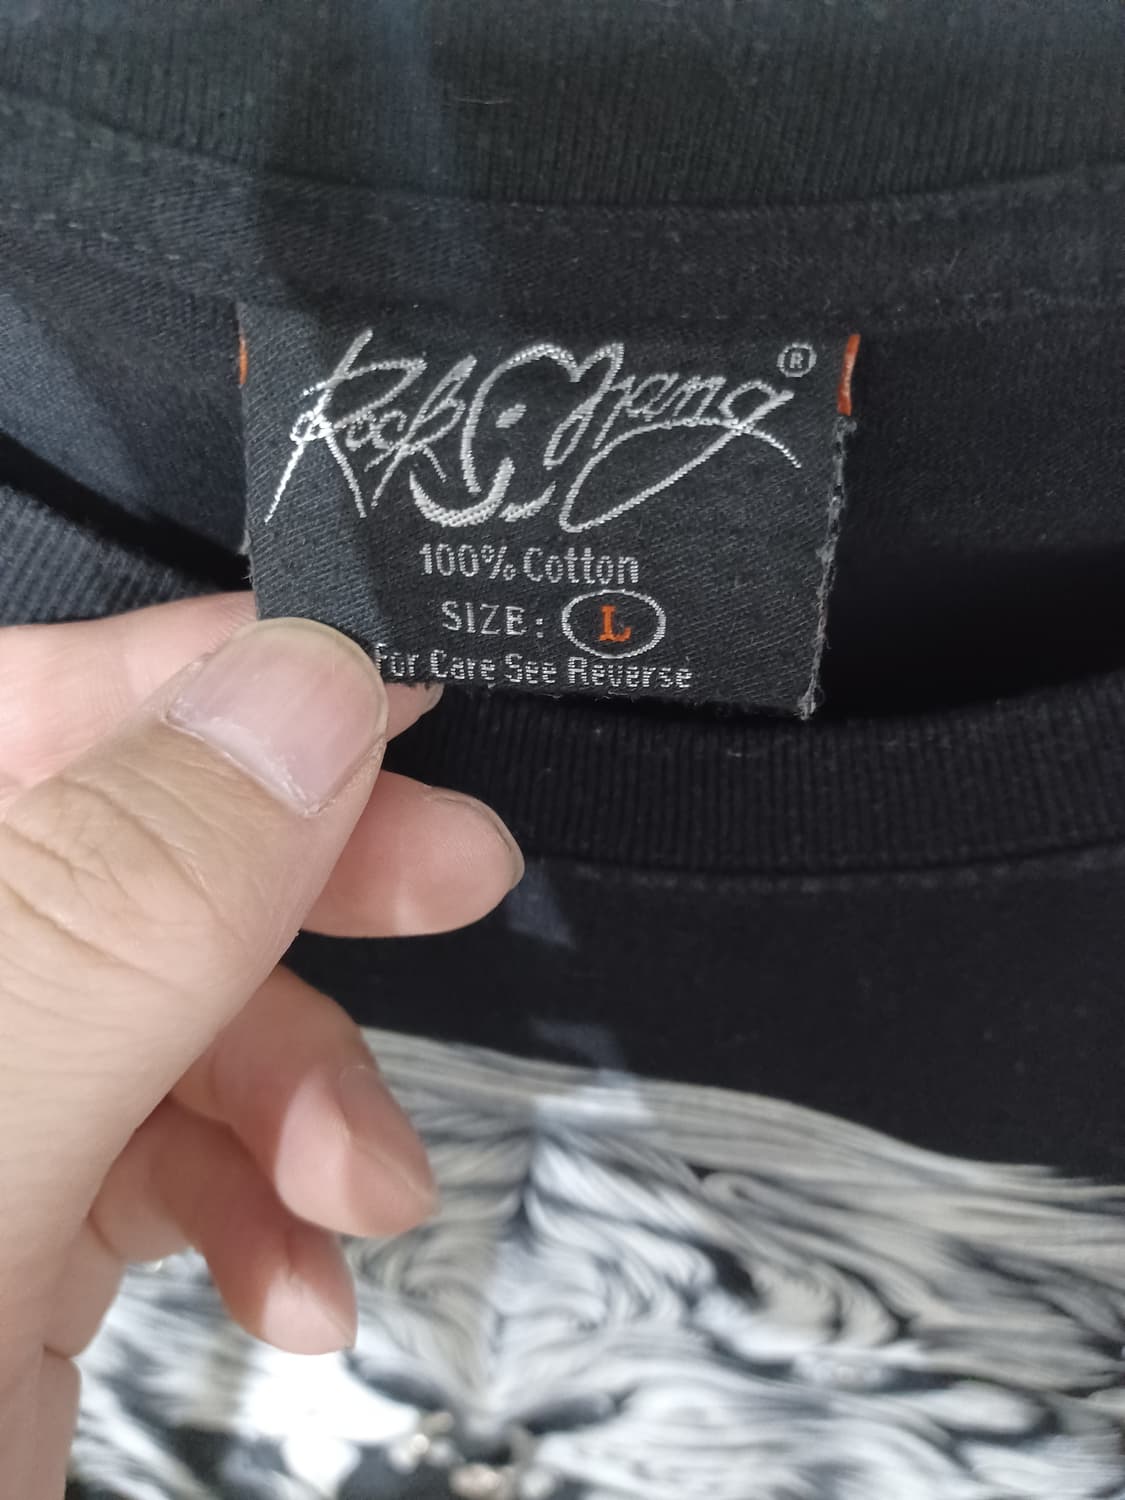 Rock Chang ®
100% Cotton
SIZE: L
For Care See Reverse